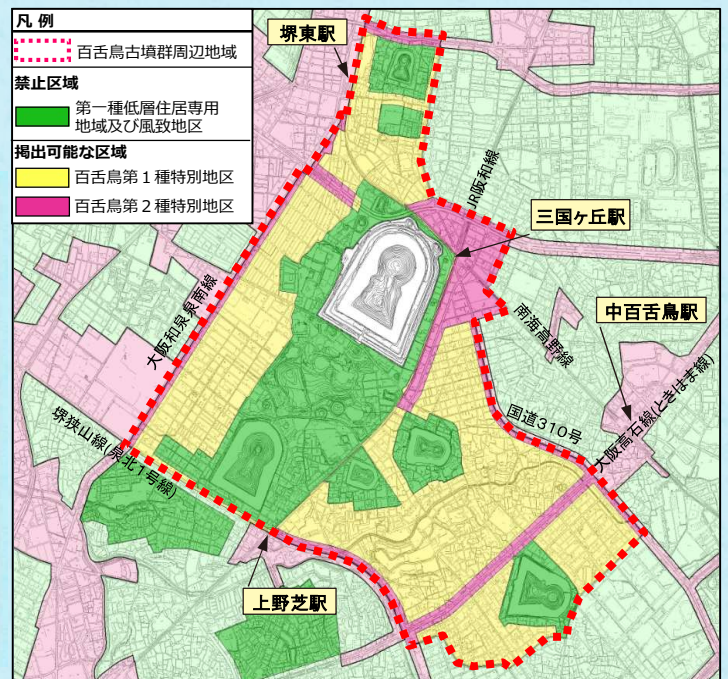 凡 例
百舌鳥古墳群周辺地域
禁止区域
第一種低層住居専用
地域及び風致地区
掲出可能な区域
百舌鳥第１種特別地区
百舌鳥第２種特別地区
堺東駅
JR阪和線
三国ヶ丘駅
南海高野線
中百舌鳥駅
大阪和泉泉南線
国道310号
大阪高石線(ときはま線)
堺狭山線(泉北1号線)
上野芝駅